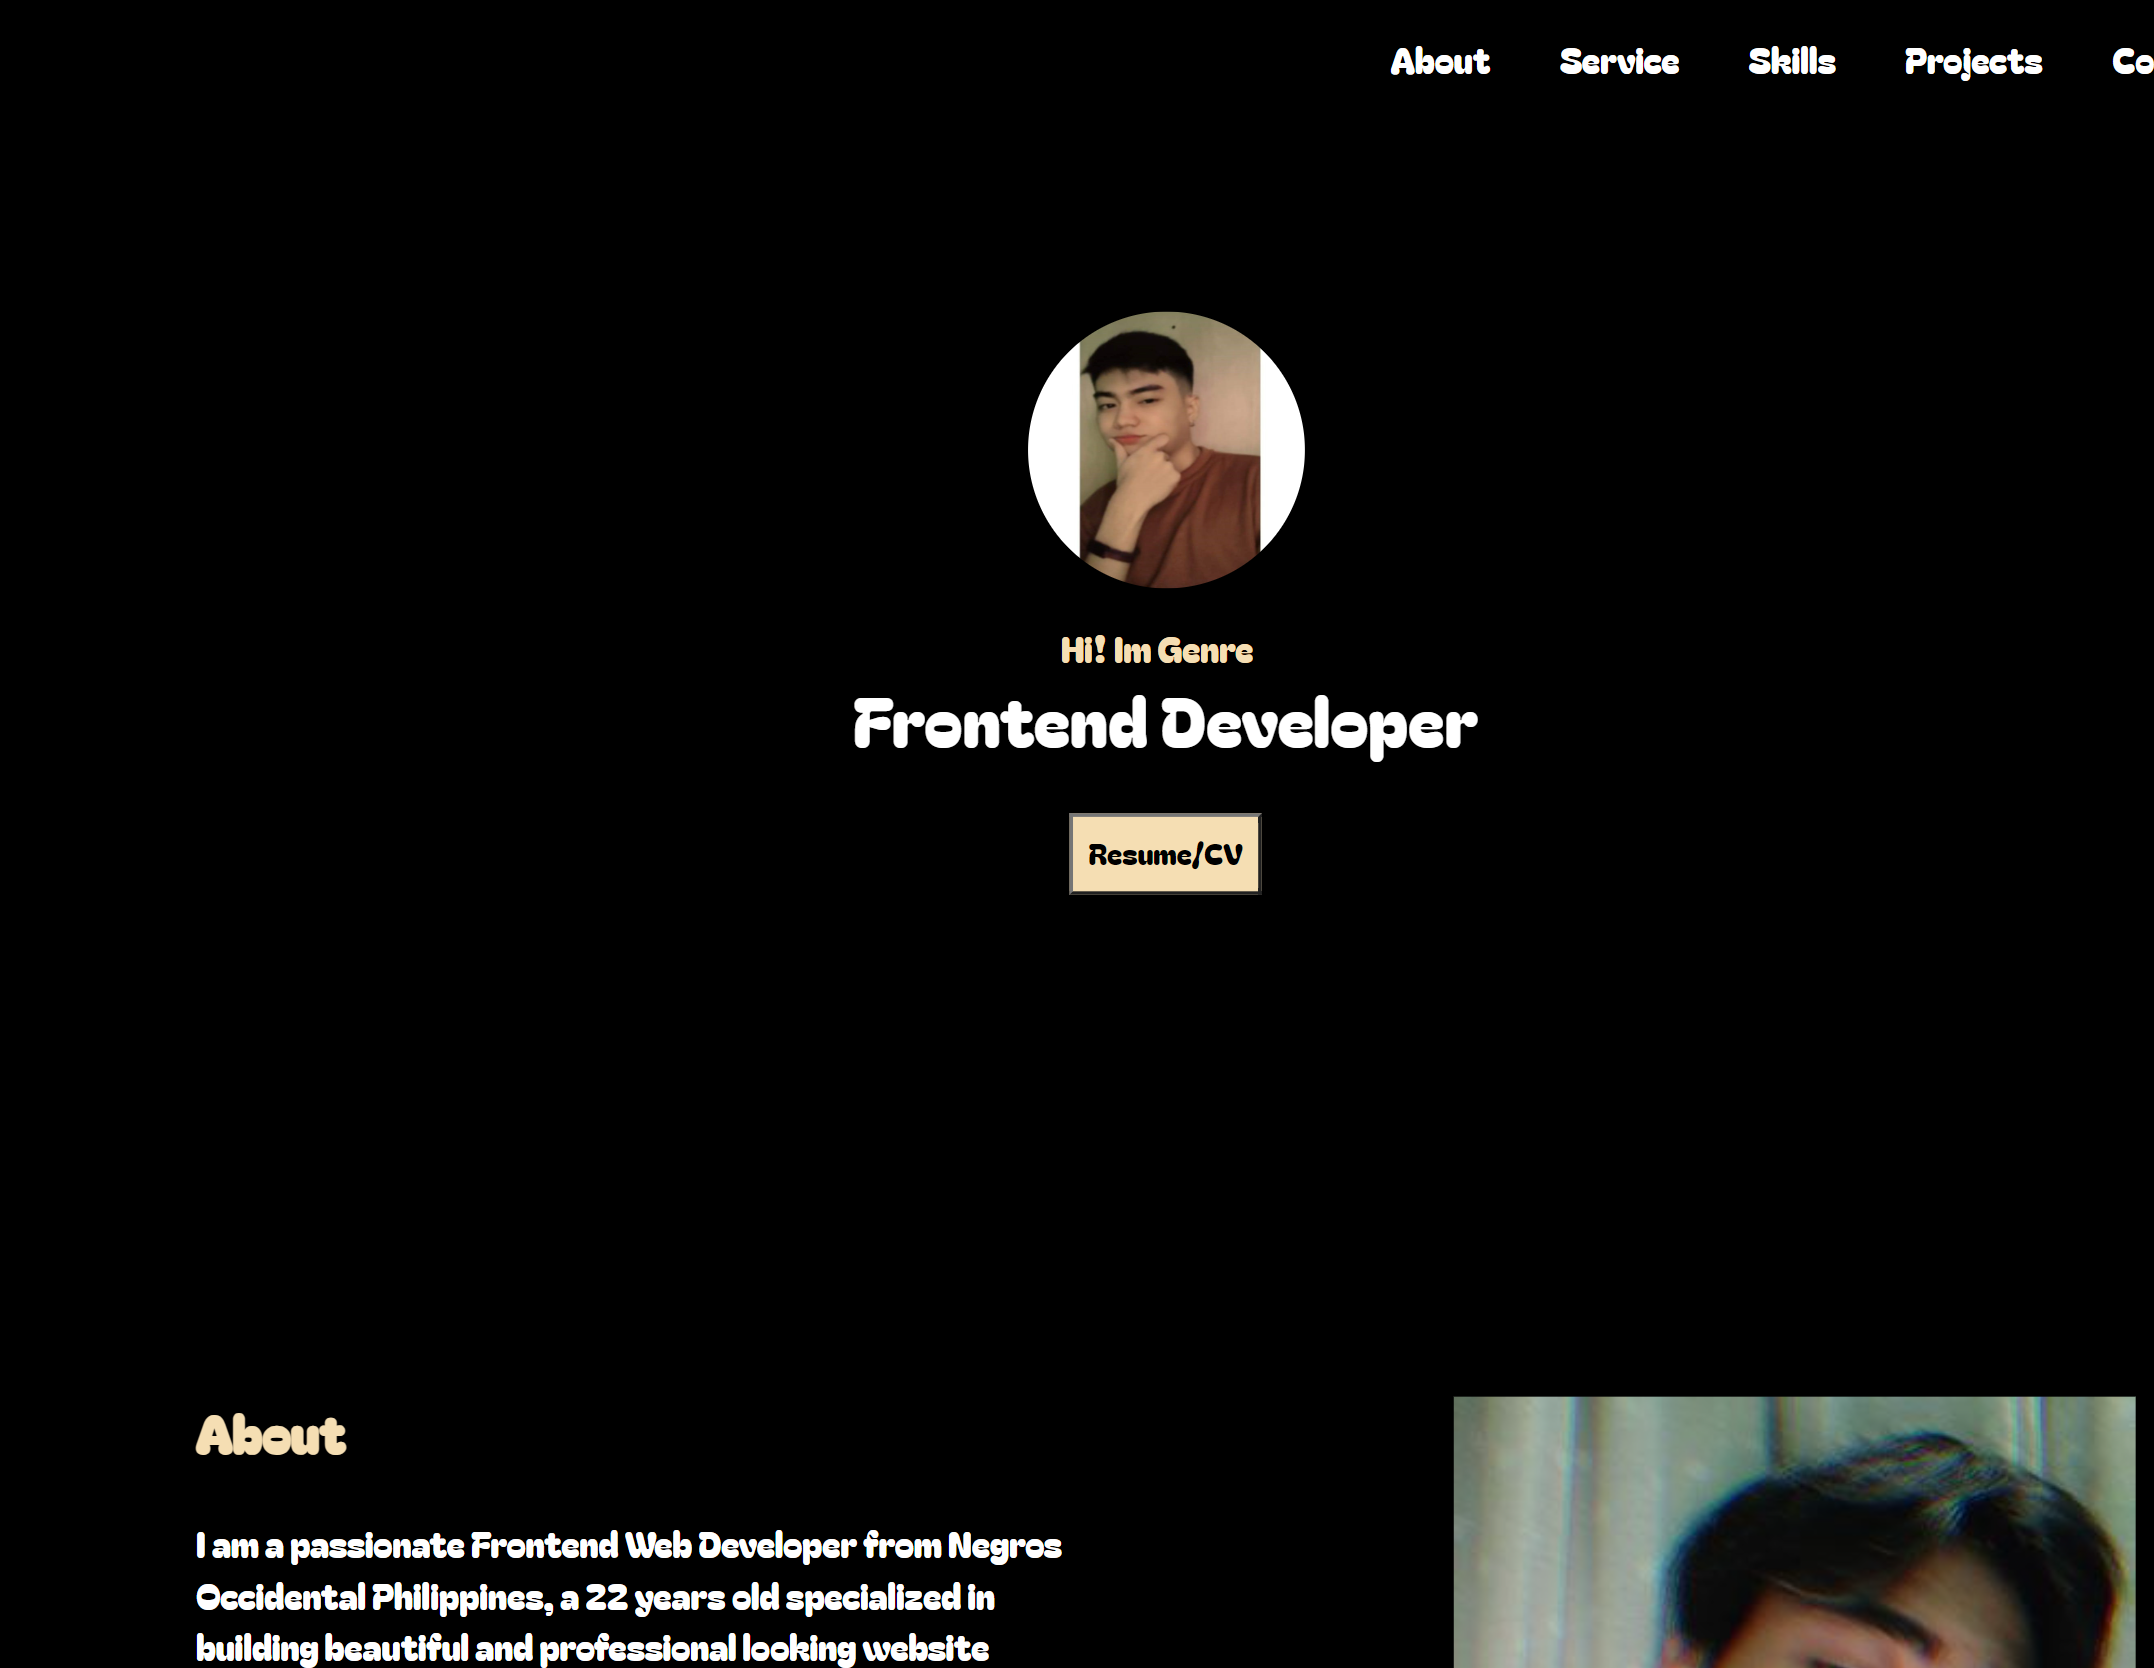 About Service Skills Projects Co
Hi! Im Genre
Frontend Developer
Resume/CV
About
I am a passionate Frontend Web Developer from Negros
Occidental Philippines, a 22 years old specialized in
building beautiful and professional looking website